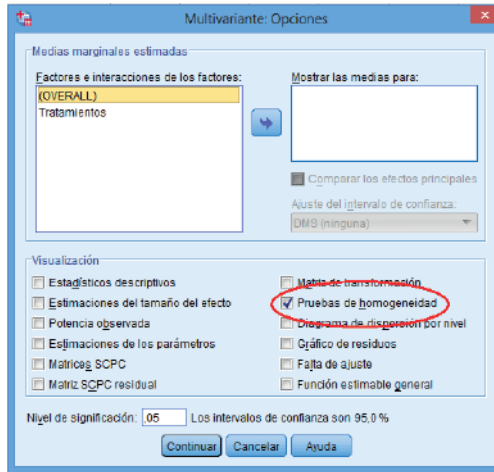 Multivariante: Opciones
Medias marginales estimadas
Factores e interacciones de los factores:
(OVERALL)
Tratamientos
Mostrar las medias para:
Comparar los efectos principales
Ajuste del intervalo de confianza:
DMS (ninguna)
Visualización
Estadísticos descriptivos
Estimaciones del tamaño del efecto
Potencia observada
Estimaciones de los parámetros
Matrices SCPC
Matriz SCPC residual
Matriz de transformación
Pruebas de homogeneidad
Diagrama de dispersión por nivel
Gráfico de residuos
Falta de ajuste
Función estimable general
Nivel de significación: ,05 Los intervalos de confianza son 95,0 %
Continuar Cancelar Ayuda